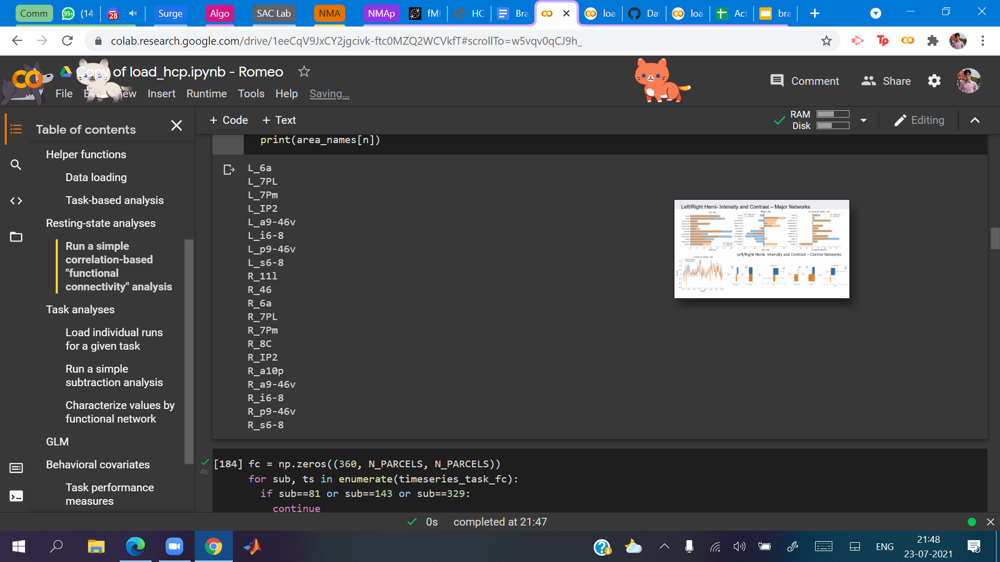 Comm
99+
(14
28
Surge
Algo
SAC Lab
NMA
NMAp
fMI
HC
Bra
loa
Da
loa
Act
bra
colab.research.google.com/drive/1eeCqV9JxCY2jgcivk-ftc0MZQ2WCVkfT#scrollTo=w5vqv0qCJ9h_
Tp
Copy of load_hcp.ipynb - Romeo
Comment
Share
File
Edit
View
Insert
Runtime
Tools
Help
Saving...
Table of contents
+ Code
+ Text
RAM
Disk
Editing
Helper functions
Data loading
Task-based analysis
Resting-state analyses
Run a simple
correlation-based
"functional
connectivity" analysis
Task analyses
Load individual runs
for a given task
Run a simple
subtraction analysis
Characterize values by
functional network
GLM
Behavioral covariates
Task performance
measures
print(area_names[n])
L_6a
L_7PL
L_7Pm
L_IP2
L_a9-46v
L_i6-8
L_p9-46v
L_s6-8
R_11l
R_46
R_6a
R_7PL
R_7Pm
R_8C
R_IP2
R_a10p
R_a9-46v
R_i6-8
R_p9-46v
R_s6-8
Left/Right Hemi- Intensity and Contrast – Major Networks
Left/Right Hemi- Intensity and Contrast – Control Networks
4s
[184] fc = np.zeros((360, N_PARCELS, N_PARCELS))
for sub, ts in enumerate(timeseries_task_fc):
if sub==81 or sub==143 or sub==329:
continue
0s completed at 21:47
ENG
21:48
23-07-2021